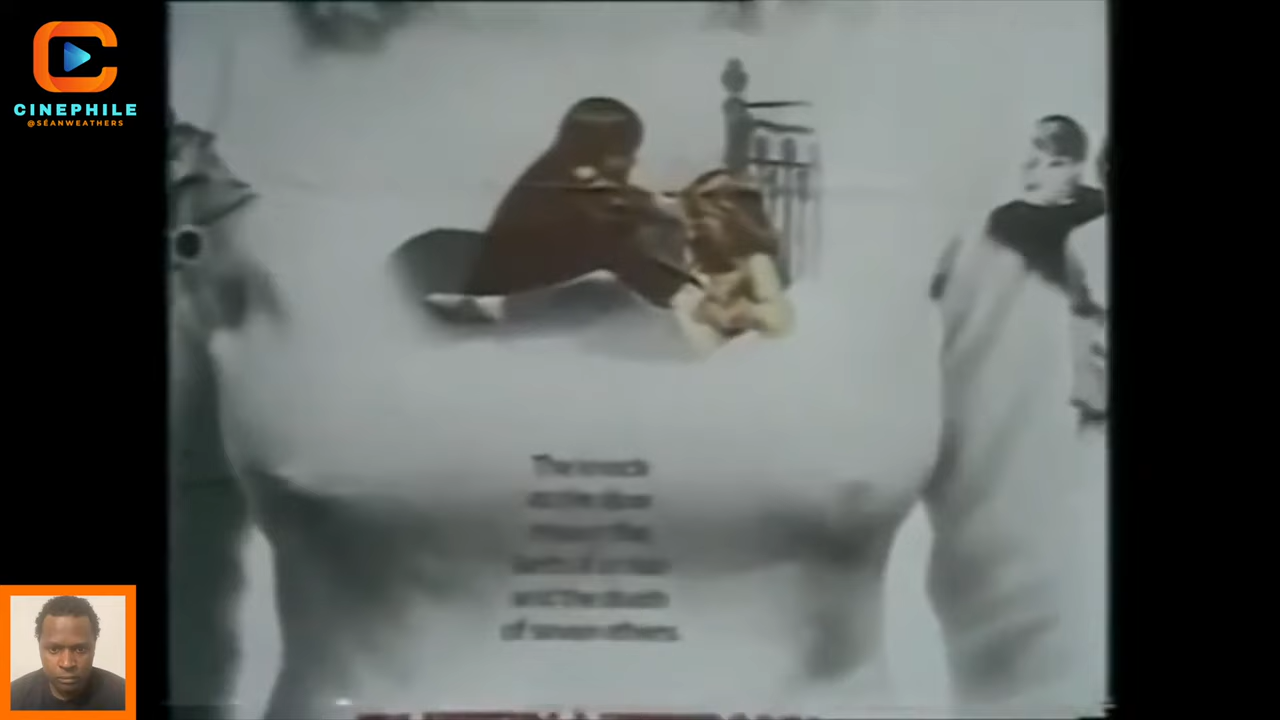 CINEPHILE
@SEANWEATHERS
The knock
at the door
meant the
birth of a man
and the death
of seven others.